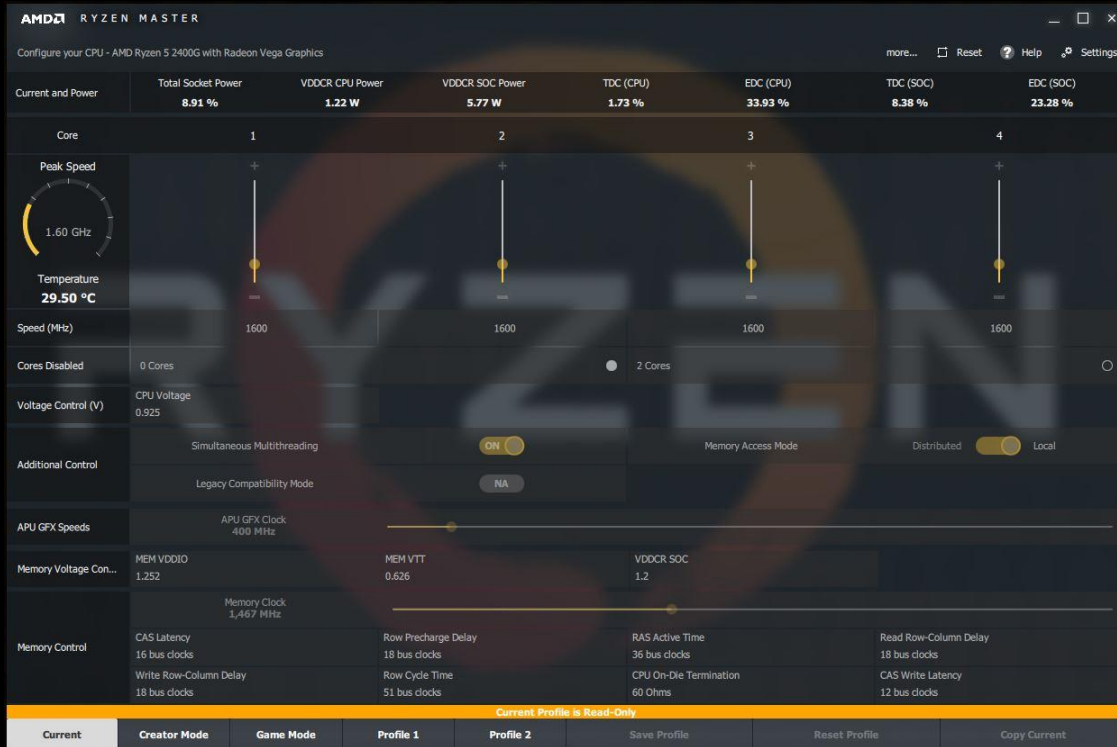 AMD RYZEN MASTER
Configure your CPU - AMD Ryzen 5 2400G with Radeon Vega Graphics
more... Reset ? Help Settings
Current and Power
Total Socket Power VDDCR CPU Power VDDCR SOC Power TDC (CPU) EDC (CPU) TDC (SOC) EDC (SOC)
8.91 % 1.22 W 5.77 W 1.73 % 33.93 % 8.38 % 23.28 %
Core 1 2 3 4
Peak Speed
1.60 GHz
Temperature
29.50 °C
RYZEN
Speed (MHz) 1600 1600 1600 1600
Cores Disabled 0 Cores 2 Cores
Voltage Control (V)
CPU Voltage
0.925
Additional Control
Simultaneous Multithreading ON Memory Access Mode Distributed Local
Legacy Compatibility Mode NA
APU GFX Speeds
APU GFX Clock
400 MHz
Memory Voltage Con...
MEM VDDIO MEM VTT VDDCR SOC
1.252 0.626 1.2
Memory Control
Memory Clock
1,467 MHz
CAS Latency Row Precharge Delay RAS Active Time Read Row-Column Delay
16 bus clocks 18 bus clocks 36 bus clocks 18 bus clocks
Write Row-Column Delay Row Cycle Time CPU On-Die Termination CAS Write Latency
18 bus clocks 51 bus clocks 60 Ohms 12 bus clocks
Current Profile is Read-Only
Current Creator Mode Game Mode Profile 1 Profile 2 Save Profile Reset Profile Copy Current